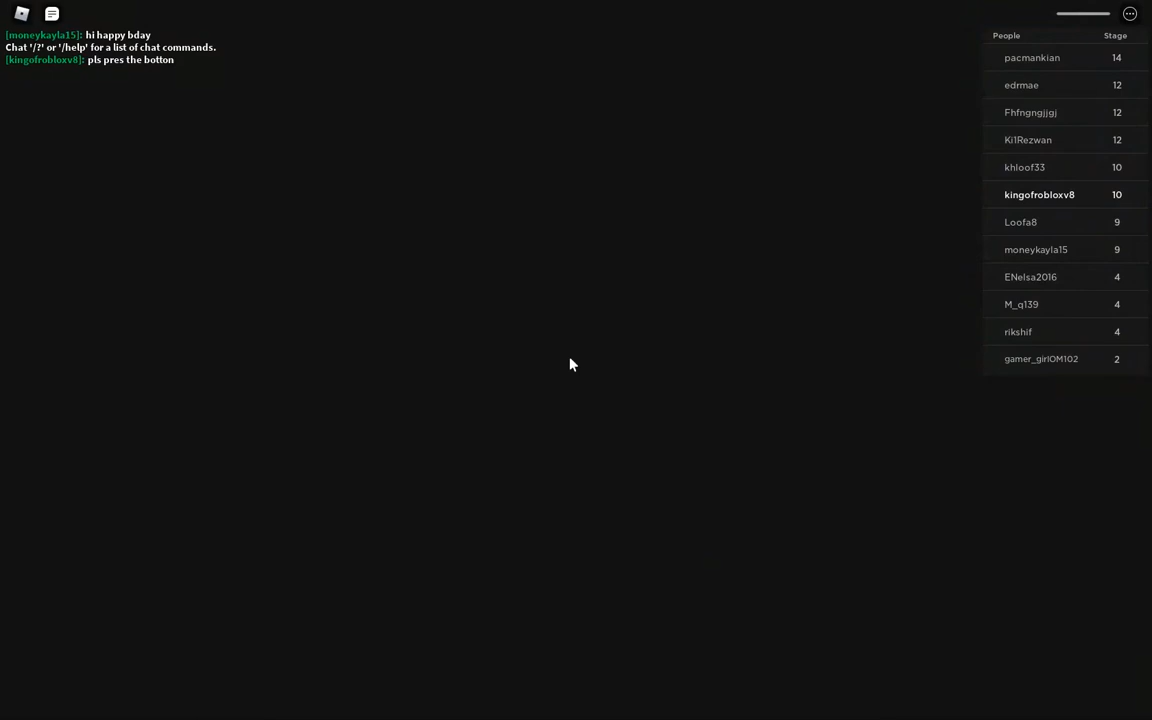 [moneykayla15]: hi happy bday
Chat '/?' or '/help' for a list of chat commands.
[kingofrobloxv8]: pls pres the botton
People Stage
pacmankian 14
edrmae 12
Fhfngngjjgj 12
Ki1Rezwan 12
khloof33 10
kingofrobloxv8 10
Loofa8 9
moneykayla15 9
ENelsa2016 4
M_q139 4
rikshif 4
gamer_girlOM102 2